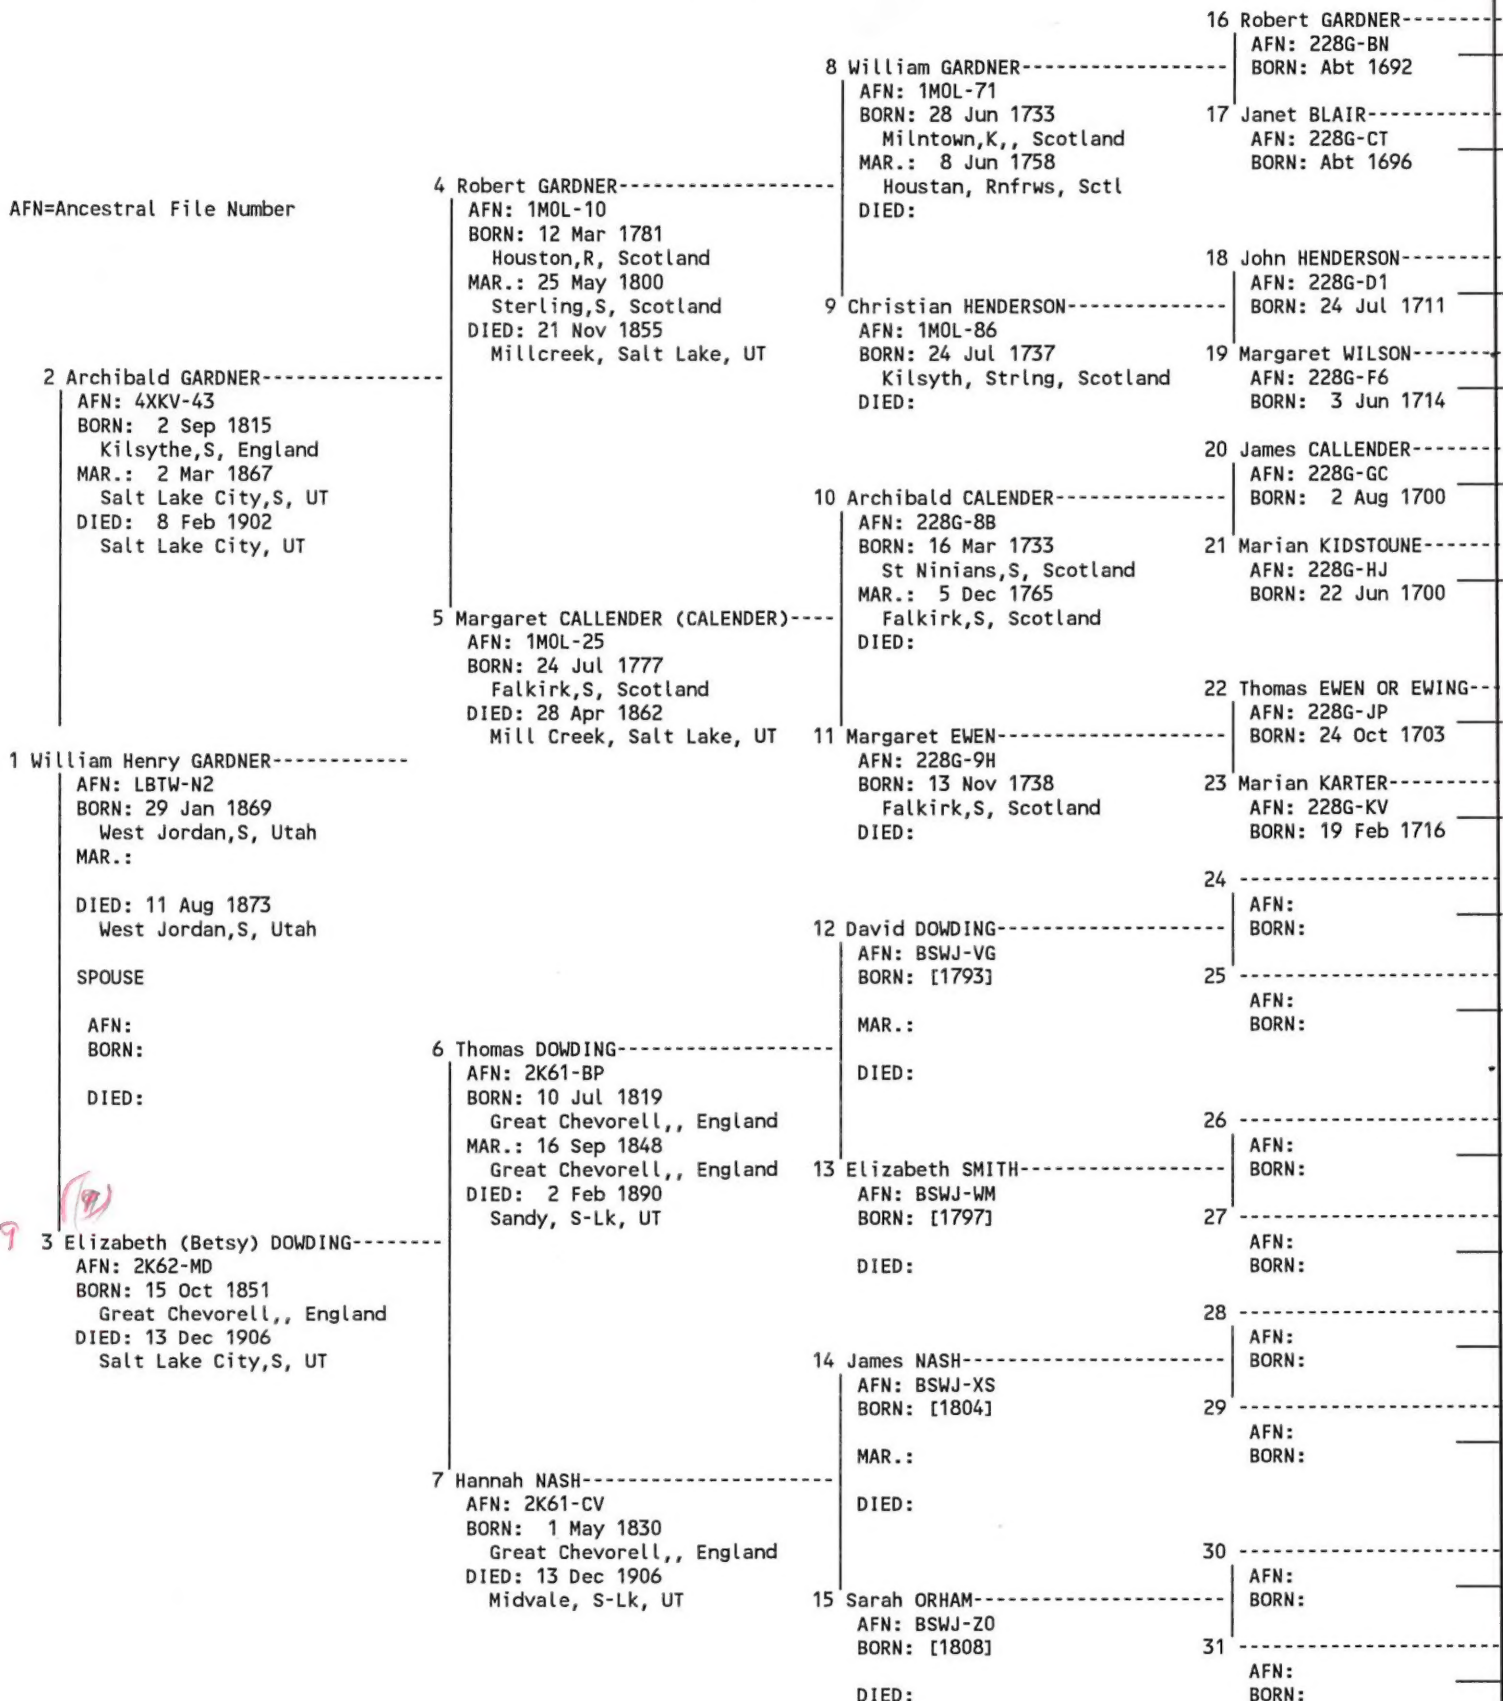 AFN=Ancestral File Number
1 William Henry GARDNER------------
AFN: LBTW-N2
BORN: 29 Jan 1869
West Jordan,S, Utah
MAR.:
DIED: 11 Aug 1873
West Jordan,S, Utah
SPOUSE
AFN:
BORN:
DIED:
2 Archibald GARDNER----------------
AFN: 4XKV-43
BORN:  2 Sep 1815
Kilsythe,S, England
MAR.:  2 Mar 1867
Salt Lake City,S, UT
DIED:  8 Feb 1902
Salt Lake City, UT
9
3 Elizabeth (Betsy) DOWDING--------
AFN: 2K62-MD
BORN: 15 Oct 1851
Great Chevorell,, England
DIED: 13 Dec 1906
Salt Lake City,S, UT
4 Robert GARDNER-------------------
AFN: 1MOL-10
BORN: 12 Mar 1781
Houston,R, Scotland
MAR.: 25 May 1800
Sterling,S, Scotland
DIED: 21 Nov 1855
Millcreek, Salt Lake, UT
5 Margaret CALLENDER (CALENDER)----
AFN: 1MOL-25
BORN: 24 Jul 1777
Falkirk,S, Scotland
DIED: 28 Apr 1862
Mill Creek, Salt Lake, UT
6 Thomas DOWDING-------------------
AFN: 2K61-BP
BORN: 10 Jul 1819
Great Chevorell,, England
MAR.: 16 Sep 1848
Great Chevorell,, England
DIED:  2 Feb 1890
Sandy, S-Lk, UT
7 Hannah NASH----------------------
AFN: 2K61-CV
BORN:  1 May 1830
Great Chevorell,, England
DIED: 13 Dec 1906
Midvale, S-Lk, UT
8 William GARDNER------------------
AFN: 1MOL-71
BORN: 28 Jun 1733
Milntown,K,, Scotland
MAR.:  8 Jun 1758
Houstan, Rnfrws, Sctl
DIED:
9 Christian HENDERSON--------------
AFN: 1MOL-86
BORN: 24 Jul 1737
Kilsyth, Strlng, Scotland
DIED:
10 Archibald CALENDER---------------
AFN: 228G-8B
BORN: 16 Mar 1733
St Ninians,S, Scotland
MAR.:  5 Dec 1765
Falkirk,S, Scotland
DIED:
11 Margaret EWEN--------------------
AFN: 228G-9H
BORN: 13 Nov 1738
Falkirk,S, Scotland
DIED:
12 David DOWDING--------------------
AFN: BSWJ-VG
BORN: [1793]
MAR.:
DIED:
13 Elizabeth SMITH------------------
AFN: BSWJ-WM
BORN: [1797]
DIED:
14 James NASH-----------------------
AFN: BSWJ-XS
BORN: [1804]
MAR.:
DIED:
15 Sarah ORHAM----------------------
AFN: BSWJ-Z0
BORN: [1808]
DIED:
16 Robert GARDNER--------
AFN: 228G-BN
BORN: Abt 1692
17 Janet BLAIR-----------
AFN: 228G-CT
BORN: Abt 1696
18 John HENDERSON--------
AFN: 228G-D1
BORN: 24 Jul 1711
19 Margaret WILSON-------
AFN: 228G-F6
BORN:  3 Jun 1714
20 James CALLENDER-------
AFN: 228G-GC
BORN:  2 Aug 1700
21 Marian KIDSTOUNE------
AFN: 228G-HJ
BORN: 22 Jun 1700
22 Thomas EWEN OR EWING--
AFN: 228G-JP
BORN: 24 Oct 1703
23 Marian KARTER---------
AFN: 228G-KV
BORN: 19 Feb 1716
24 ----------------------
AFN:
BORN:
25 ----------------------
AFN:
BORN:
26 ----------------------
AFN:
BORN:
27 ----------------------
AFN:
BORN:
28 ----------------------
AFN:
BORN:
29 ----------------------
AFN:
BORN:
30 ----------------------
AFN:
BORN:
31 ----------------------
AFN:
BORN: